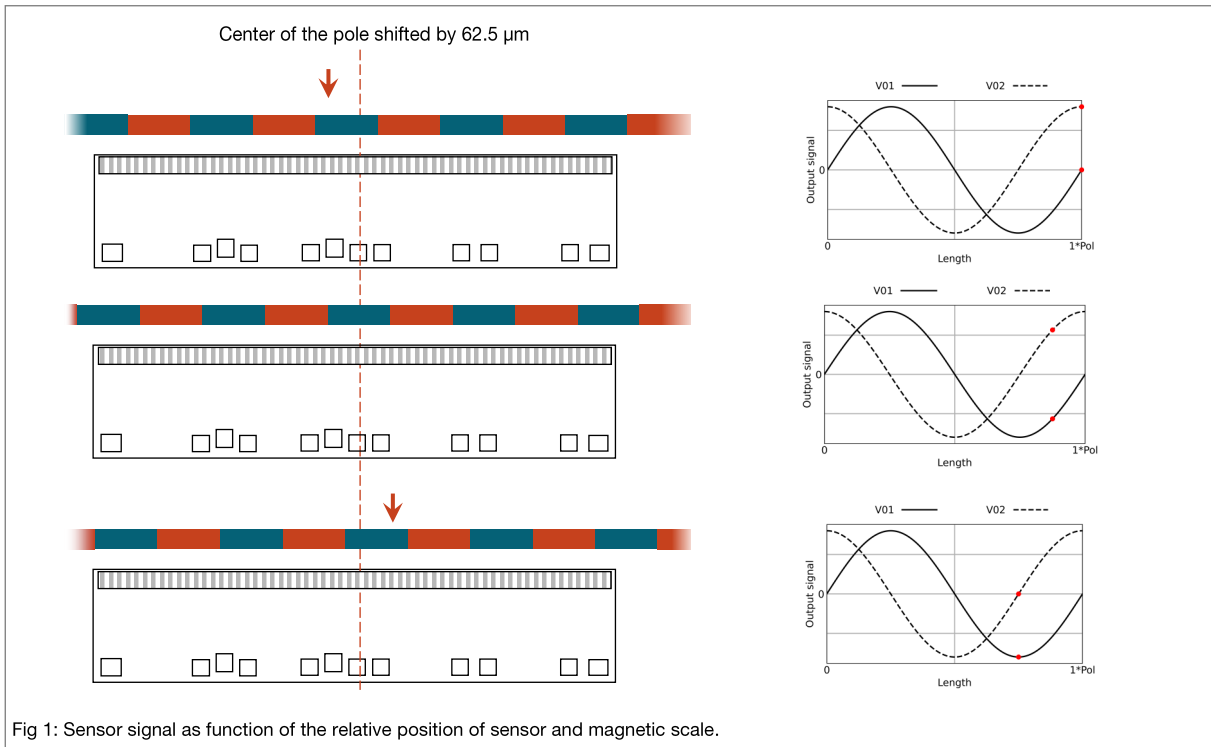 Center of the pole shifted by 62.5 µm
V01
V02
Output signal
0
0
1*Pol
Length
V01
V02
Output signal
0
0
1*Pol
Length
V01
V02
Output signal
0
0
1*Pol
Length
Fig 1: Sensor signal as function of the relative position of sensor and magnetic scale.